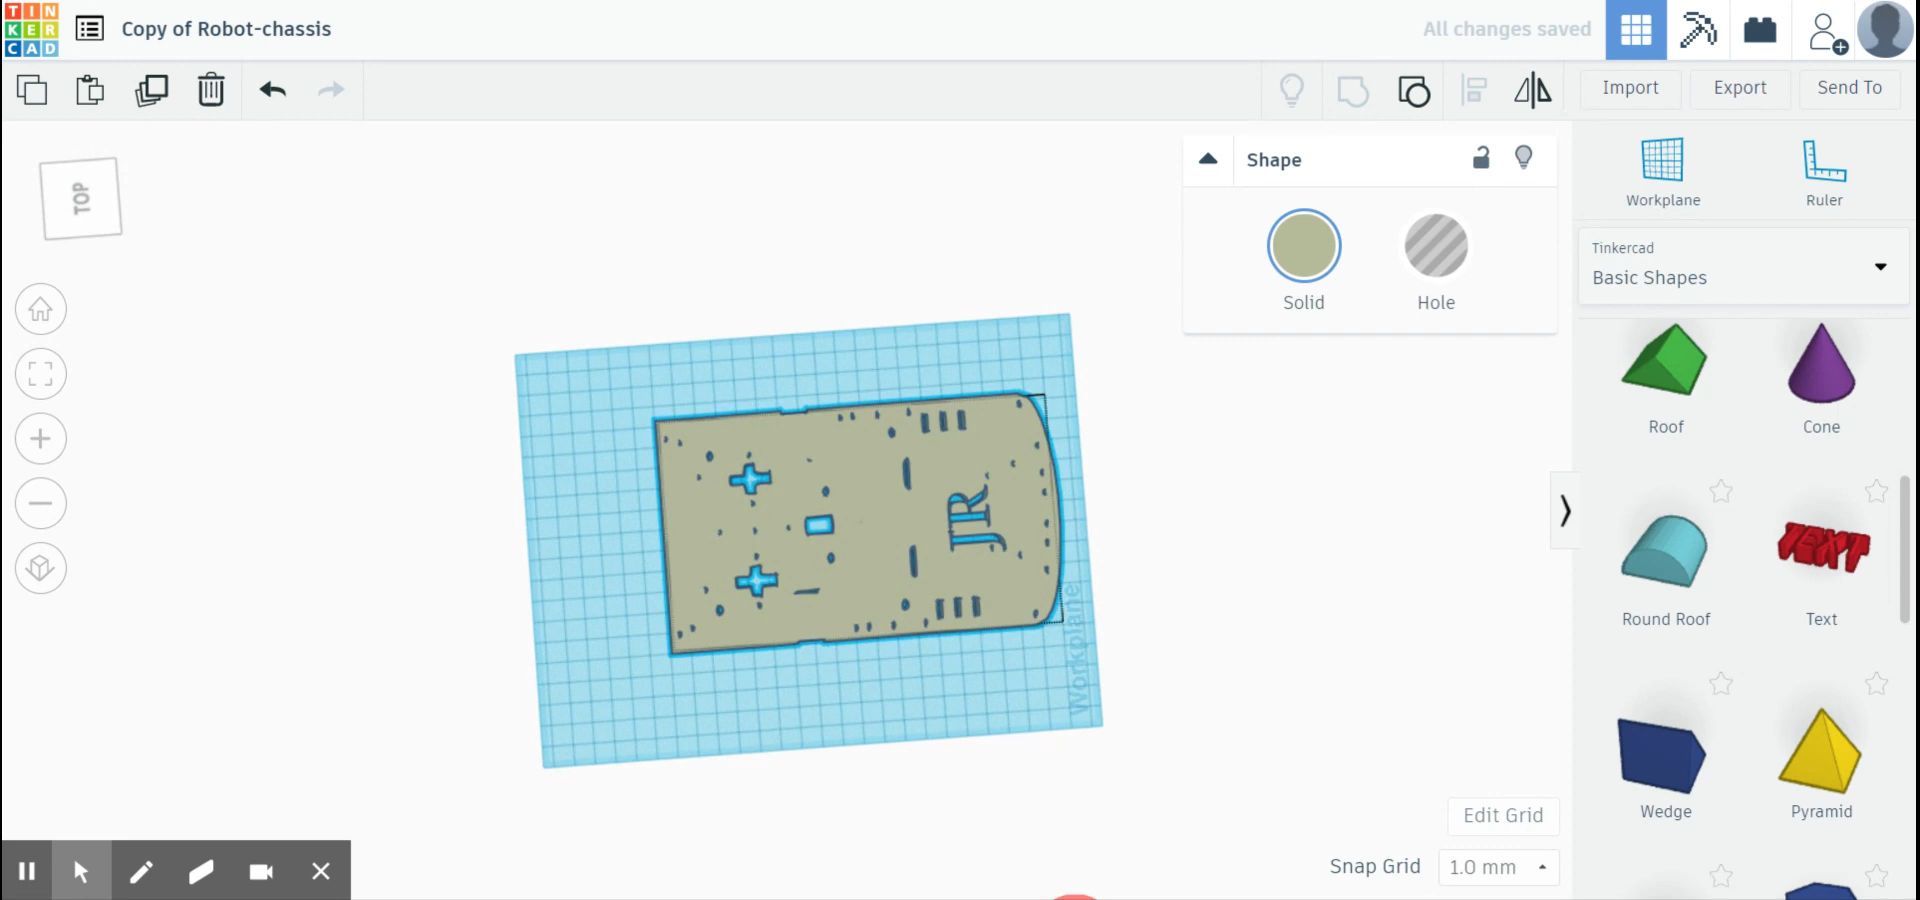 TIN
KER
CAD
Copy of Robot-chassis
All changes saved
Import
Export
Send To
TOP
Shape
Solid
Hole
Workplane
Ruler
Tinkercad
Basic Shapes
Roof
Cone
Round Roof
TEXT
Text
Wedge
Pyramid
JR.
Workplane
Edit Grid
Snap Grid
1.0 mm